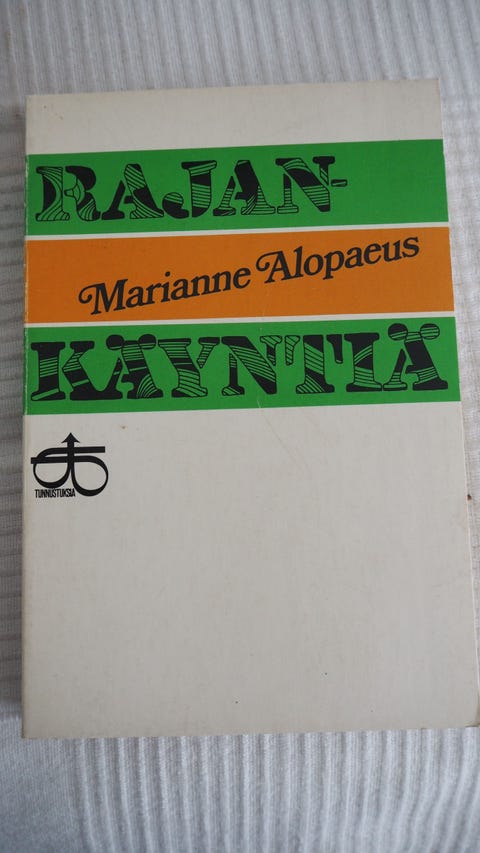 RAJAN-
Marianne Alopaeus
KÄYNTIÄ
TUNNUSTUKSIA